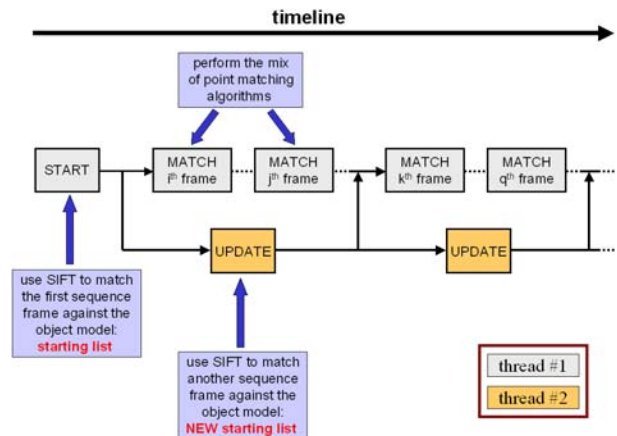 timeline
perform the mix
of point matching
algorithms
START
MATCH
ith frame
MATCH
jth frame
MATCH
kth frame
MATCH
qth frame
UPDATE
UPDATE
use SIFT to match
the first sequence
frame against the
object model:
starting list
use SIFT to match
another sequence
frame against the
object model:
NEW starting list
thread #1
thread #2